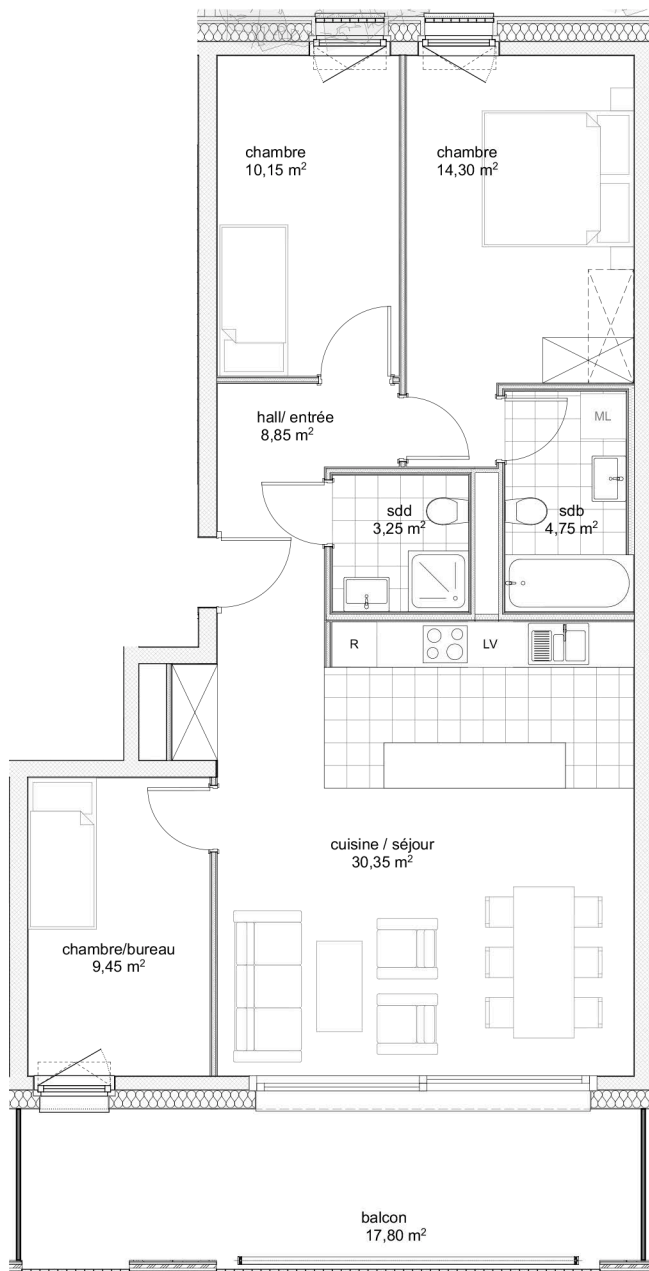 chambre
10,15 m²
chambre
14,30 m²
hall/ entrée
8,85 m²
ML
sdd
3,25 m²
sdb
4,75 m²
R
LV
cuisine / séjour
30,35 m²
chambre/bureau
9,45 m²
balcon
17,80 m²